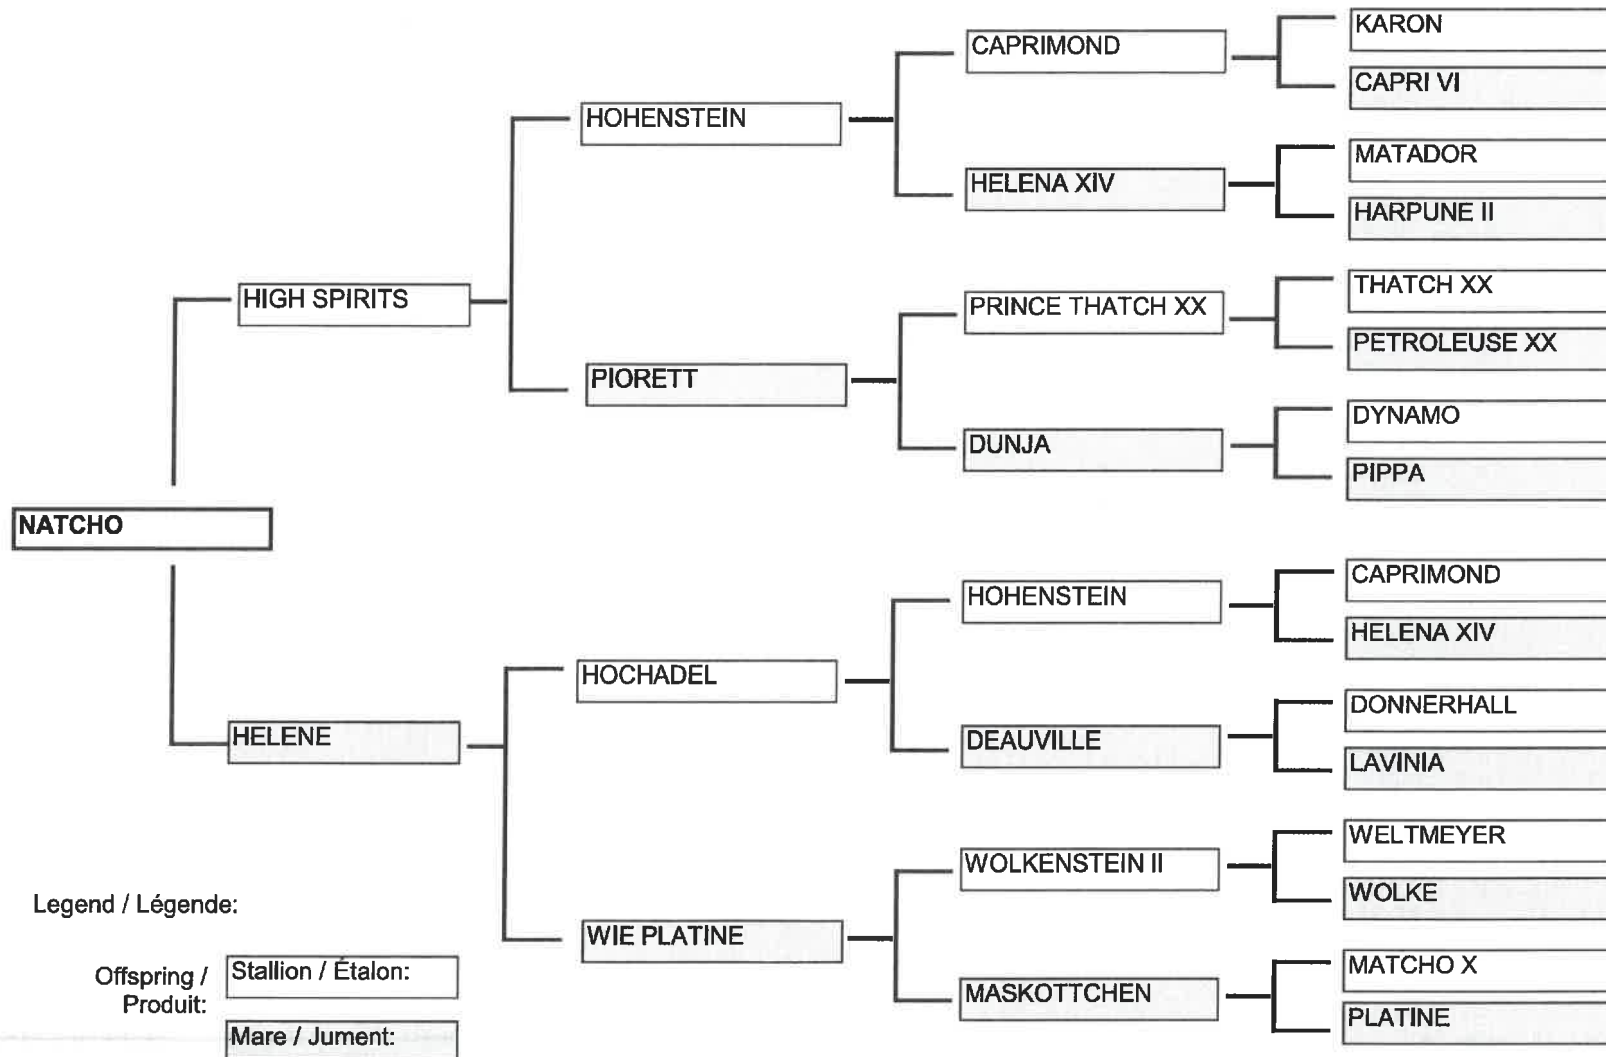 KARON
CAPRIMOND
CAPRI VI
HOHENSTEIN
MATADOR
HELENA XIV
HARPUNE II
HIGH SPIRITS
THATCH XX
PRINCE THATCH XX
PETROLEUSE XX
PIORETT
DYNAMO
DUNJA
PIPPA
NATCHO
CAPRIMOND
HOHENSTEIN
HELENA XIV
HOCHADEL
DONNERHALL
HELENE
DEAUVILLE
LAVINIA
WELTMEYER
WOLKENSTEIN II
WOLKE
WIE PLATINE
MATCHO X
MASKOTTCHEN
PLATINE
Legend / Légende:
Offspring /
Produit:
Stallion / Étalon:
Mare / Jument: